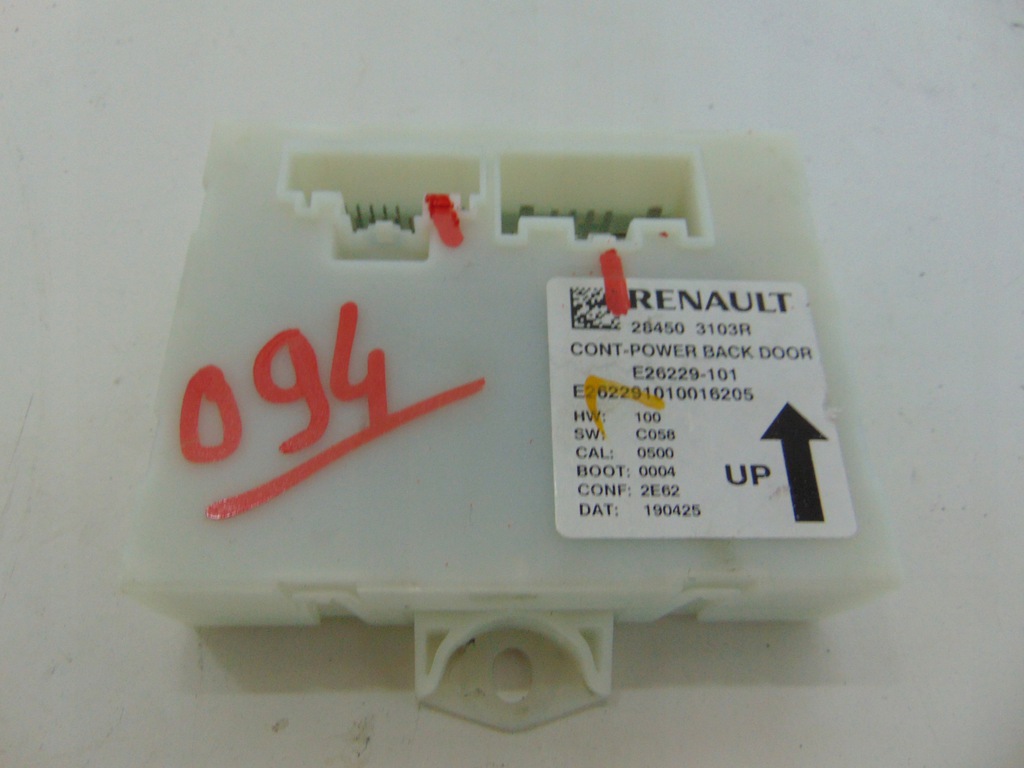 094
RENAULT
28450 3103R
CONT-POWER BACK DOOR
E26229-101
E262291010016205
HW: 100
SW: C058
CAL: 0500
BOOT: 0004
CONF: 2E62
DAT: 190425
UP